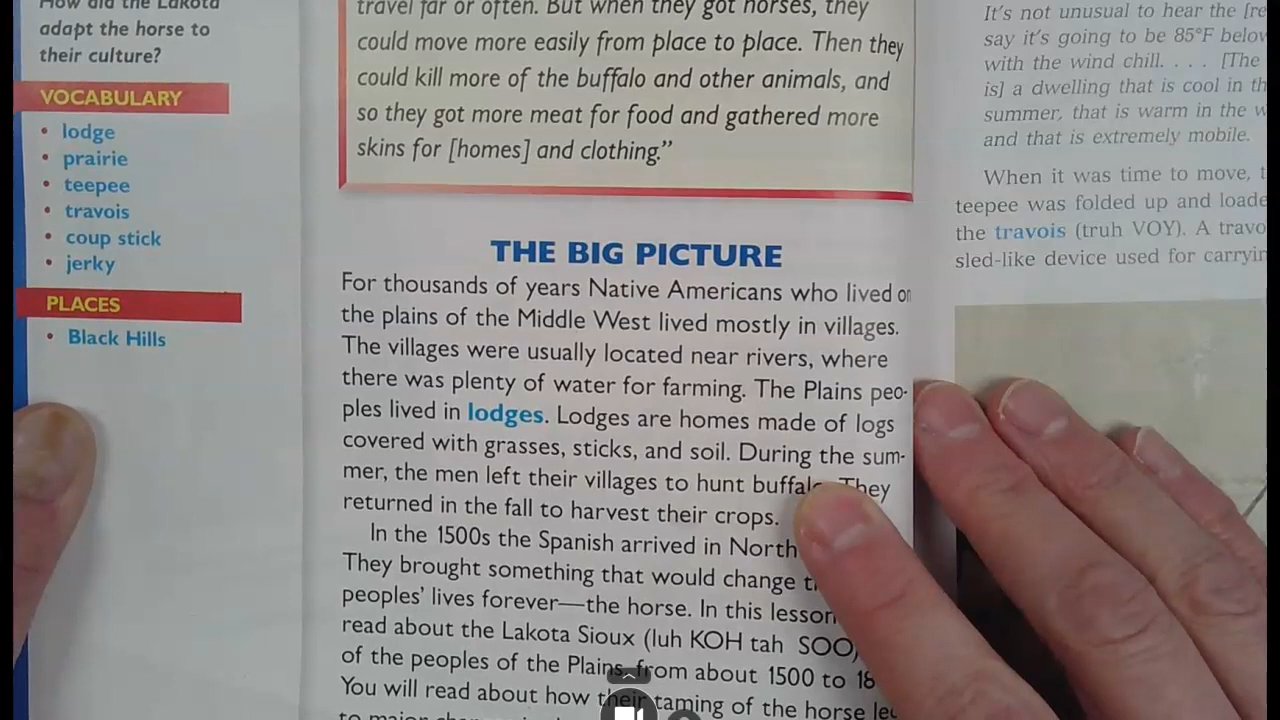 How did the Lakota
adapt the horse to
their culture?
VOCABULARY
• lodge
• prairie
• teepee
• travois
• coup stick
• jerky
PLACES
• Black Hills
travel far or often. But when they got horses, they
could move more easily from place to place. Then they
could kill more of the buffalo and other animals, and
so they got more meat for food and gathered more
skins for [homes] and clothing.”
THE BIG PICTURE
For thousands of years Native Americans who lived on
the plains of the Middle West lived mostly in villages.
The villages were usually located near rivers, where
there was plenty of water for farming. The Plains peo-
ples lived in lodges. Lodges are homes made of logs
covered with grasses, sticks, and soil. During the sum-
mer, the men left their villages to hunt buffalo. They
returned in the fall to harvest their crops.
In the 1500s the Spanish arrived in North
They brought something that would change
peoples’ lives forever—the horse. In this lesson
read about the Lakota Sioux (luh KOH tah SOO)
of the peoples of the Plains, from about 1500 to 18
You will read about how their taming of the horse
It’s not unusual to hear the
say it’s going to be 85°F
with the wind chill. . . . [The
is] a dwelling that is cool in
summer, that is warm in the
and that is extremely mobile.
When it was time to move,
teepee was folded up and
the travois (truh VOY). A
sled-like device used for